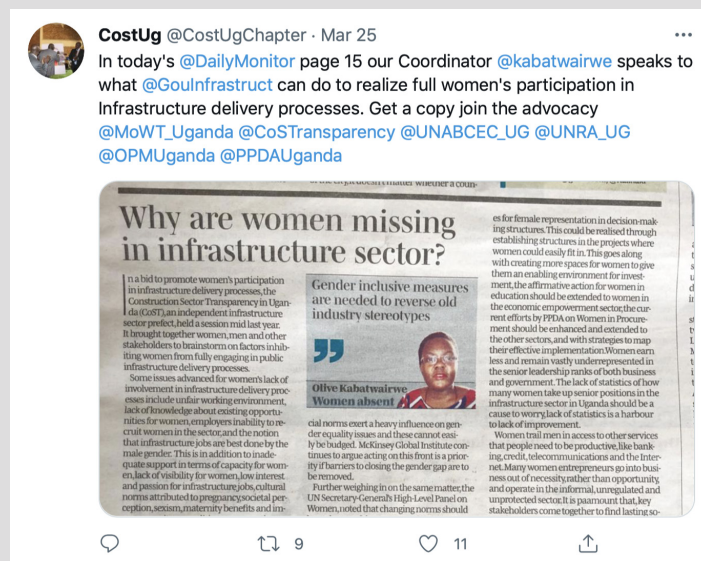 CostUg @CostUgChapter · Mar 25
In today's @DailyMonitor page 15 our Coordinator @kabatwairwe speaks to
what @GouInfrastruct can do to realize full women's participation in
Infrastructure delivery processes. Get a copy join the advocacy
@MoWT_Uganda @CoSTransparency @UNABCEC_UG @UNRA_UG
@OPMUganda @PPDAUganda
Why are women missing
in infrastructure sector?
In a bid to promote women's participation
in infrastructure delivery processes, the
Construction Sector Transparency in Ugan-
da (CoST), an independent infrastructure
sector prefect, held a session mid last year.
It brought together women, men and other
stakeholders to brainstorm on factors inhib-
iting women from fully engaging in public
infrastructure delivery processes.
Some issues advanced for women's lack of
involvement in infrastructure delivery proc-
esses include unfair working environment,
lack of knowledge about existing opportu-
nities for women, employers inability to re-
cruit women in the sector, and the notion
that infrastructure jobs are best done by the
male gender. This is in addition to inade-
quate support in terms of capacity for wom-
en, lack of visibility for women, low interest
and passion for infrastructure jobs, cultural
norms attributed to pregnancy, societal per-
ception, sexism, maternity benefits and im-
Gender inclusive measures
are needed to reverse old
industry stereotypes
”
Olive Kabatwairwe
Women absent
cial norms exert a heavy influence on gen-
der equality issues and these cannot easi-
ly be budged. McKinsey Global Institute con-
tinues to argue acting on this front is a prior-
ity if barriers to closing the gender gap are to
be removed.
Further weighing in on the same matter, the
UN Secretary-General's High-Level Panel on
Women, noted that changing norms should
es for female representation in decision-mak-
ing structures. This could be realised through
establishing structures in the projects where
women could easily fit in. This goes along
with creating more spaces for women to give
them an enabling environment for invest-
ment, the affirmative action for women in
education should be extended to women in
the economic empowerment sector, the cur-
rent efforts by PPDA on Women in Procure-
ment should be enhanced and extended to
the other sectors, and with strategies to map
their effective implementation. Women earn
less and remain vastly underrepresented in
the senior leadership ranks of both business
and government. The lack of statistics of how
many women take up senior positions in the
infrastructure sector in Uganda should be a
cause to worry, lack of statistics is a harbour
to lack of improvement.
Women trail men in access to other services
that people need to be productive, like bank-
ing, credit, telecommunications and the Inter-
net. Many women entrepreneurs go into busi-
ness out of necessity, rather than opportunity,
and operate in the informal, unregulated and
unprotected sector. It is paarmount that, key
stakeholders come together to find lasting so-
9
11